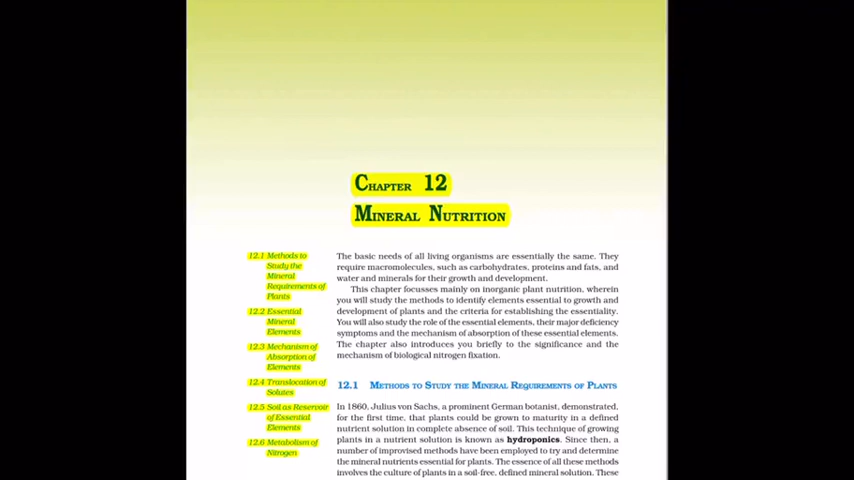 CHAPTER 12
MINERAL NUTRITION
12.1 Methods to
Study the
Mineral
Requirements of
Plants
12.2 Essential
Mineral
Elements
12.3 Mechanism of
Absorption of
Elements
12.4 Translocation of
Solutes
12.5 Soil as Reservoir
of Essential
Elements
12.6 Metabolism of
Nitrogen
The basic needs of all living organisms are essentially the same. They
require macromolecules, such as carbohydrates, proteins and fats, and
water and minerals for their growth and development.
This chapter focusses mainly on inorganic plant nutrition, wherein
you will study the methods to identify elements essential to growth and
development of plants and the criteria for establishing the essentiality.
You will also study the role of the essential elements, their major deficiency
symptoms and the mechanism of absorption of these essential elements.
The chapter also introduces you briefly to the significance and the
mechanism of biological nitrogen fixation.
12.1 METHODS TO STUDY THE MINERAL REQUIREMENTS OF PLANTS
In 1860, Julius von Sachs, a prominent German botanist, demonstrated,
for the first time, that plants could be grown to maturity in a defined
nutrient solution in complete absence of soil. This technique of growing
plants in a nutrient solution is known as hydroponics. Since then, a
number of improvised methods have been employed to try and determine
the mineral nutrients essential for plants. The essence of all these methods
involves the culture of plants in a soil-free, defined mineral solution. These